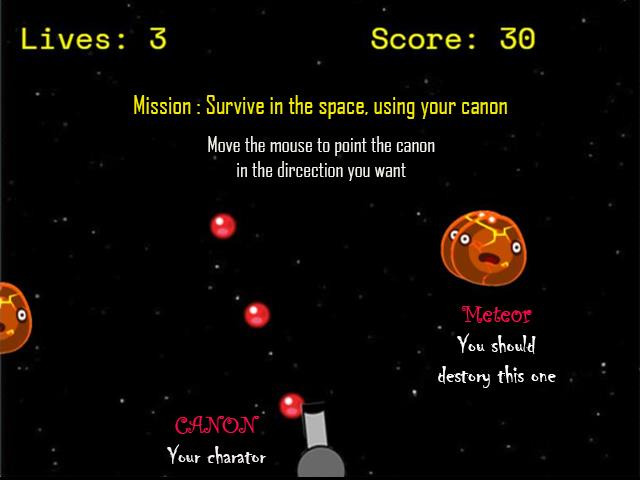 Lives: 3 Score: 30
Mission : Survive in the space, using your canon
Move the mouse to point the canon
in the dircection you want
Meteor
You should
destory this one
CANON
Your charator